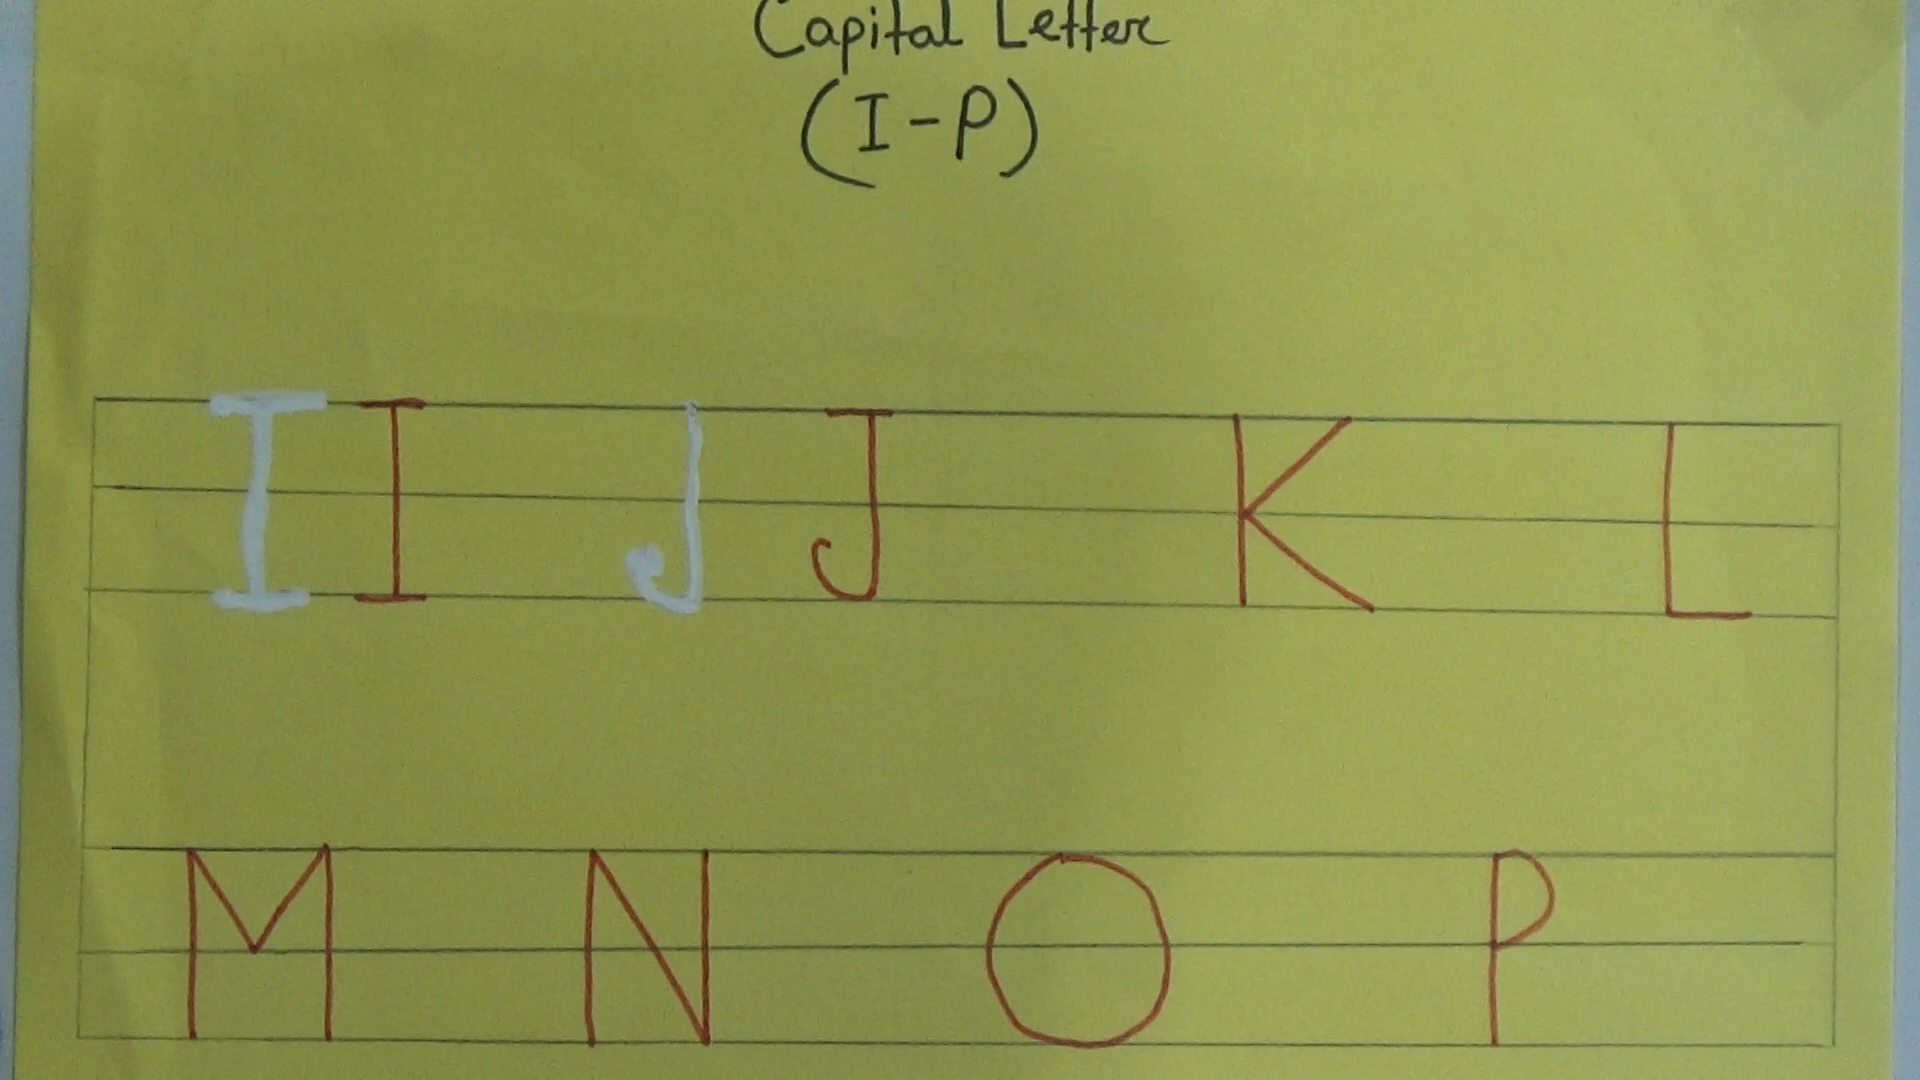 Capital Letter
(I-P)
I I J J K L
M N O P